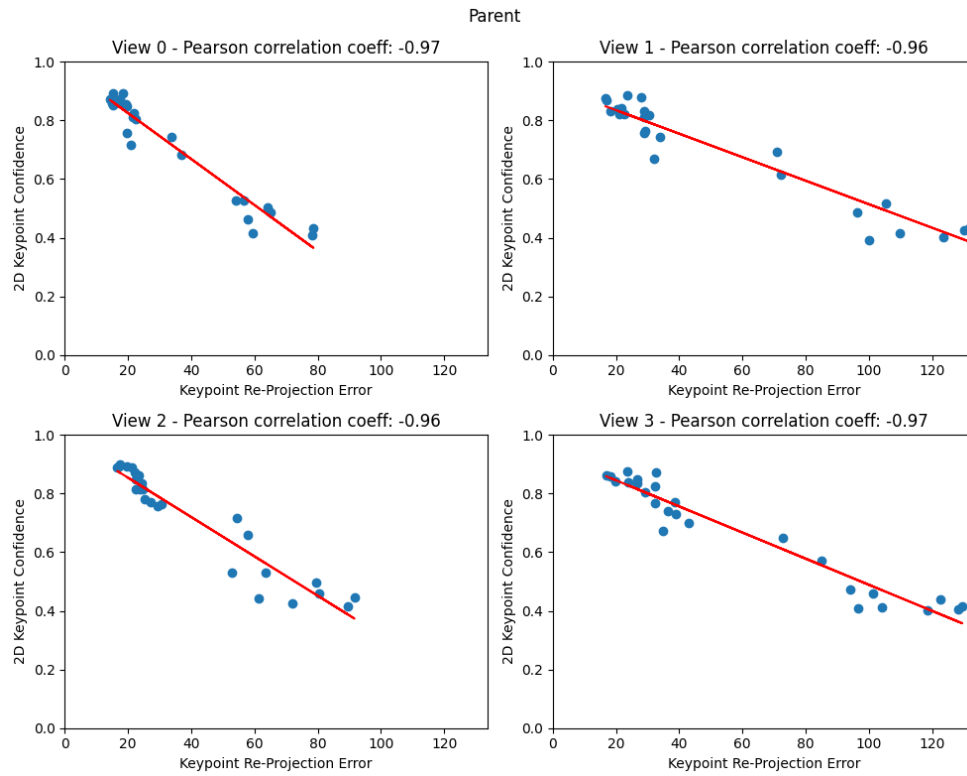 Parent
View 0 - Pearson correlation coeff: -0.97
1.0
0.8
0.6
0.4
0.2
0.0
2D Keypoint Confidence
0 20 40 60 80 100 120
Keypoint Re-Projection Error
View 1 - Pearson correlation coeff: -0.96
1.0
0.8
0.6
0.4
0.2
0.0
2D Keypoint Confidence
0 20 40 60 80 100 120
Keypoint Re-Projection Error
View 2 - Pearson correlation coeff: -0.96
1.0
0.8
0.6
0.4
0.2
0.0
2D Keypoint Confidence
0 20 40 60 80 100 120
Keypoint Re-Projection Error
View 3 - Pearson correlation coeff: -0.97
1.0
0.8
0.6
0.4
0.2
0.0
2D Keypoint Confidence
0 20 40 60 80 100 120
Keypoint Re-Projection Error